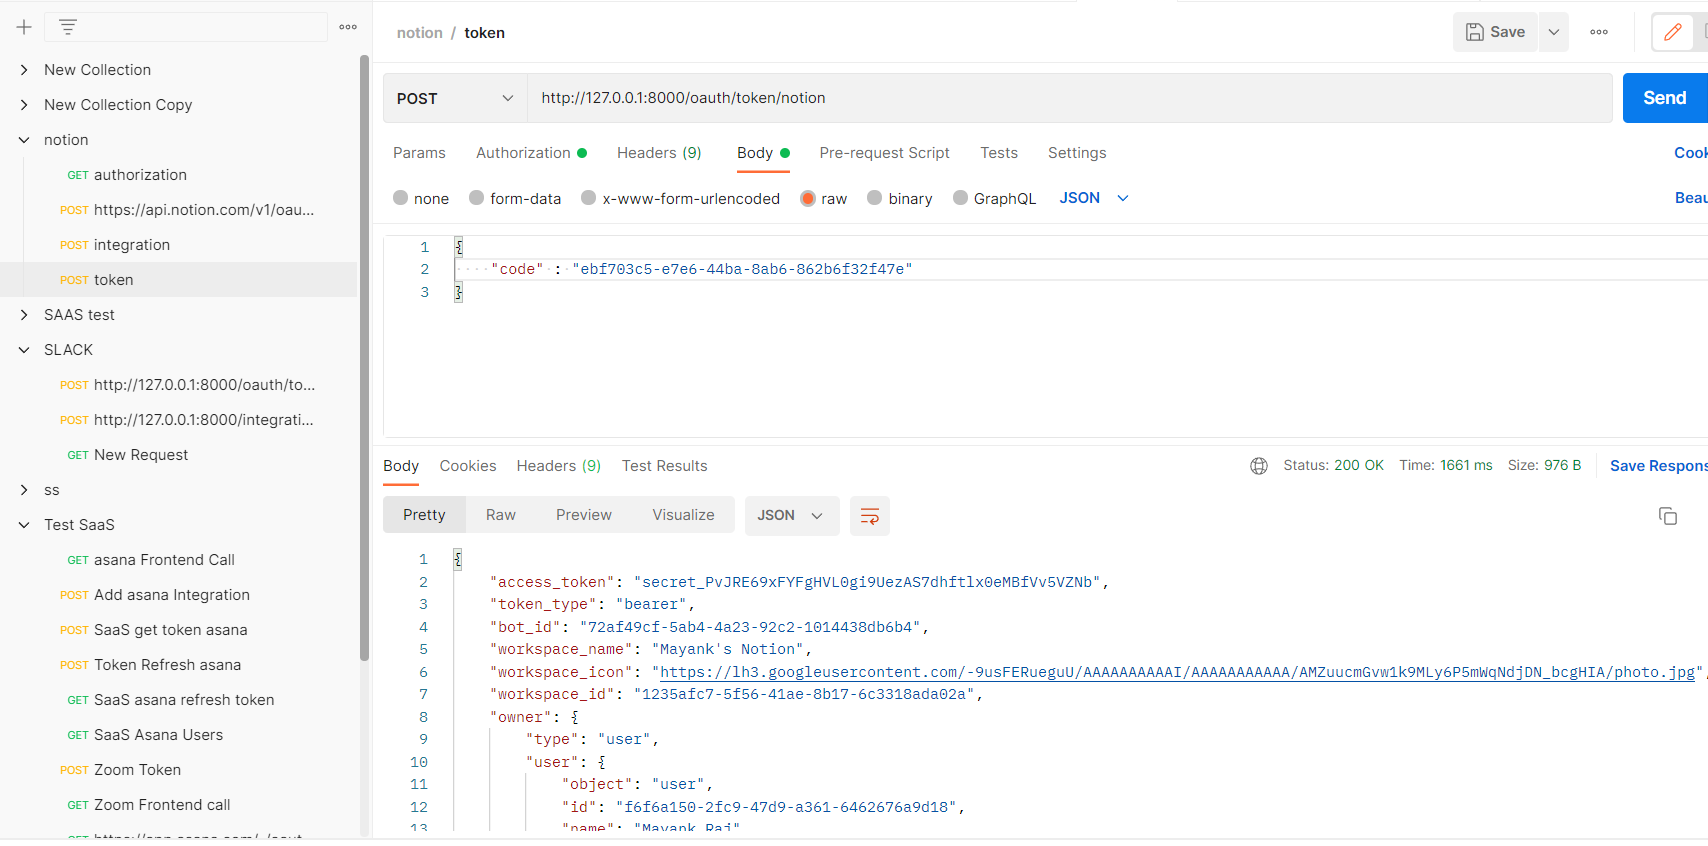 New Collection
New Collection Copy
notion
GET authorization
POST https://api.notion.com/v1/oau...
POST integration
POST token
SAAS test
SLACK
POST http://127.0.0.1:8000/oauth/to...
POST http://127.0.0.1:8000/integrati...
GET New Request
ss
Test SaaS
GET asana Frontend Call
POST Add asana Integration
POST SaaS get token asana
POST Token Refresh asana
GET SaaS asana refresh token
GET SaaS Asana Users
POST Zoom Token
GET Zoom Frontend call
notion / token
Save
POST http://127.0.0.1:8000/oauth/token/notion Send
Params Authorization Headers (9) Body Pre-request Script Tests Settings Cook
none form-data x-www-form-urlencoded raw binary GraphQL JSON Beau
1 {
2 "code" : "ebf703c5-e7e6-44ba-8ab6-862b6f32f47e"
3 }
Body Cookies Headers (9) Test Results Status: 200 OK Time: 1661 ms Size: 976 B Save Respons
Pretty Raw Preview Visualize JSON
1 {
2 "access_token": "secret_PvJRE69xFYFgHVL0gi9UezAS7dhftlx0eMBfVv5VZNb",
3 "token_type": "bearer",
4 "bot_id": "72af49cf-5ab4-4a23-92c2-1014438db6b4",
5 "workspace_name": "Mayank's Notion",
6 "workspace_icon": "https://lh3.googleusercontent.com/-9usFERueguU/AAAAAAAAAAI/AAAAAAAAAAA/AMZuucmGvw1k9MLy6P5mWqNdjDN_bcgHIA/photo.jpg"
7 "workspace_id": "1235afc7-5f56-41ae-8b17-6c3318ada02a",
8 "owner": {
9 "type": "user",
10 "user": {
11 "object": "user",
12 "id": "f6f6a150-2fc9-47d9-a361-6462676a9d18",
13 "name": "Mayank Raj"